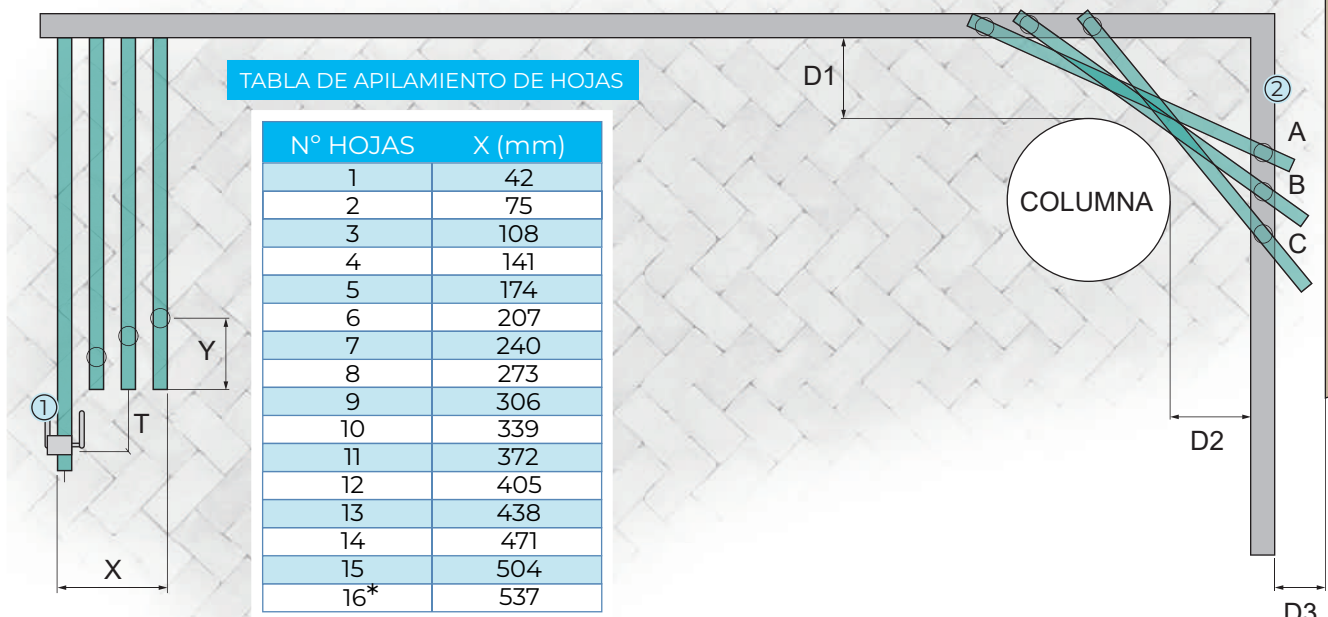 TABLA DE APILAMIENTO DE HOJAS
Nº HOJAS X (mm)
1 42
2 75
3 108
4 141
5 174
6 207
7 240
8 273
9 306
10 339
11 372
12 405
13 438
14 471
15 504
16* 537
1
T
Y
X
D1
COLUMNA
2
A
B
C
D2
D3